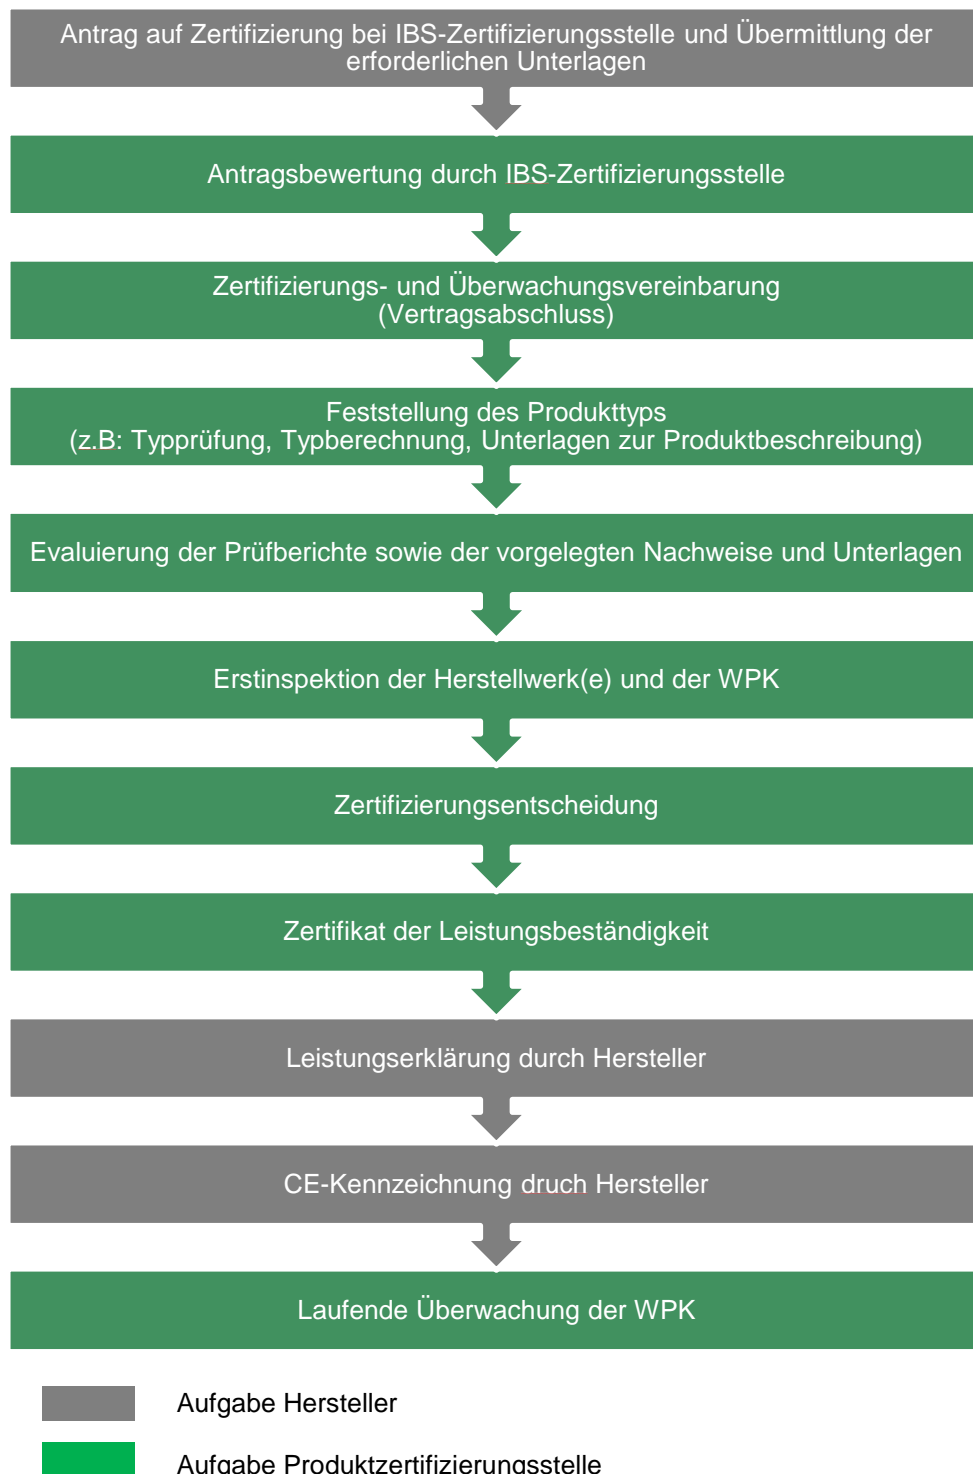 Antrag auf Zertifizierung bei IBS-Zertifizierungsstelle und Übermittlung der
erforderlichen Unterlagen
Antragsbewertung durch IBS-Zertifizierungsstelle
Zertifizierungs- und Überwachungsvereinbarung
(Vertragsabschluss)
Feststellung des Produkttyps
(z.B: Typprüfung, Typberechnung, Unterlagen zur Produktbeschreibung)
Evaluierung der Prüfberichte sowie der vorgelegten Nachweise und Unterlagen
Erstinspektion der Herstellwerk(e) und der WPK
Zertifizierungsentscheidung
Zertifikat der Leistungsbeständigkeit
Leistungserklärung durch Hersteller
CE-Kennzeichnung druch Hersteller
Laufende Überwachung der WPK
Aufgabe Hersteller
Aufgabe Produktzertifizierungsstelle